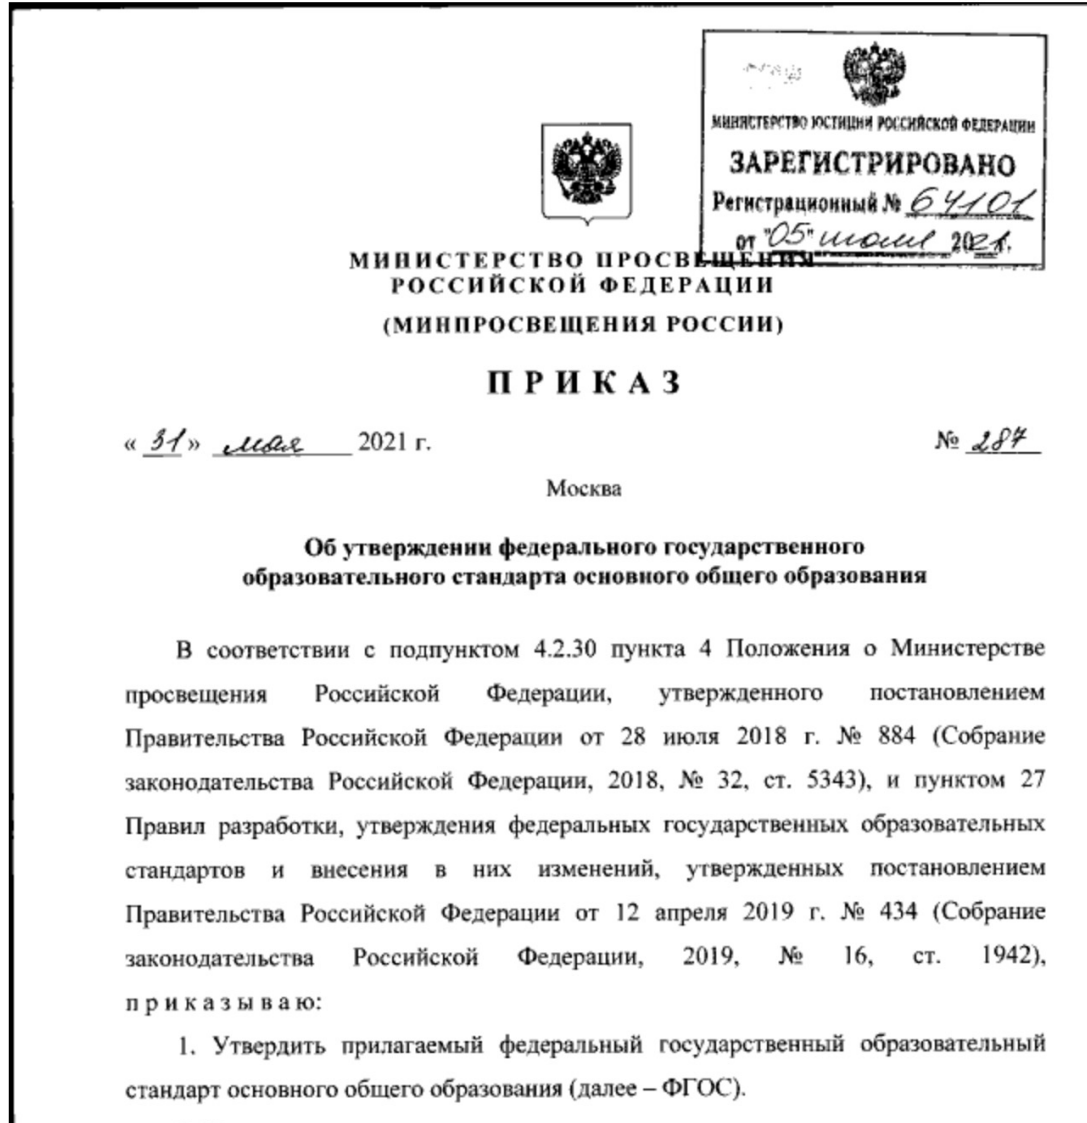 МИНИСТЕРСТВО ЮСТИЦИИ РОССИЙСКОЙ ФЕДЕРАЦИИ
ЗАРЕГИСТРИРОВАНО
Регистрационный № 64101
от "05" июля 2021.
МИНИСТЕРСТВО ПРОСВЕЩЕНИЯ
РОССИЙСКОЙ ФЕДЕРАЦИИ
(МИНПРОСВЕЩЕНИЯ РОССИИ)
ПРИКАЗ
« 31 » мая 2021 г. № 287
Москва
Об утверждении федерального государственного
образовательного стандарта основного общего образования
В соответствии с подпунктом 4.2.30 пункта 4 Положения о Министерстве
просвещения Российской Федерации, утвержденного постановлением
Правительства Российской Федерации от 28 июля 2018 г. № 884 (Собрание
законодательства Российской Федерации, 2018, № 32, ст. 5343), и пунктом 27
Правил разработки, утверждения федеральных государственных образовательных
стандартов и внесения в них изменений, утвержденных постановлением
Правительства Российской Федерации от 12 апреля 2019 г. № 434 (Собрание
законодательства Российской Федерации, 2019, № 16, ст. 1942),
приказываю:
1. Утвердить прилагаемый федеральный государственный образовательный
стандарт основного общего образования (далее – ФГОС).